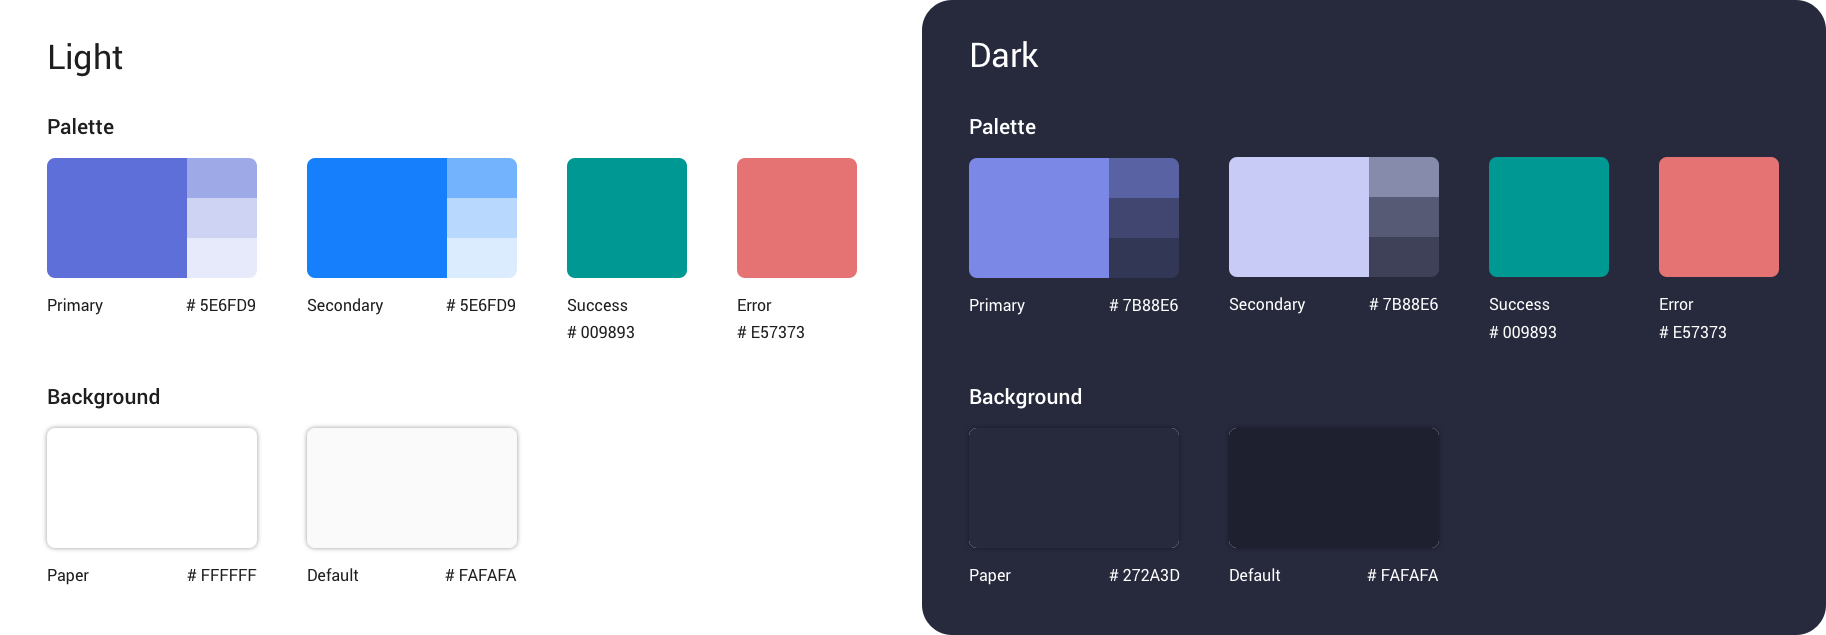 Light
Palette
Primary # 5E6FD9
Secondary # 5E6FD9
Success
# 009893
Error
# E57373
Background
Paper # FFFFFF
Default # FAFAFA
Dark
Palette
Primary # 7B88E6
Secondary # 7B88E6
Success
# 009893
Error
# E57373
Background
Paper # 272A3D
Default # FAFAFA